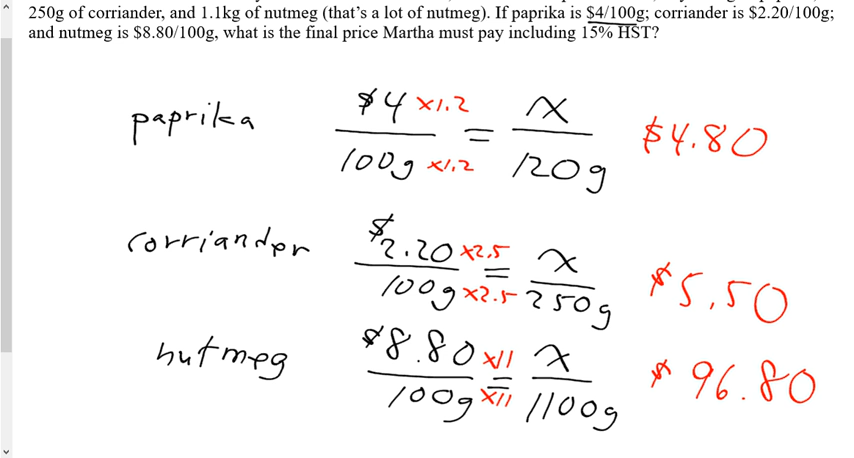 250g of corriander, and 1.1kg of nutmeg (that's a lot of nutmeg). If paprika is $4/100g; corriander is $2.20/100g;
and nutmeg is $8.80/100g, what is the final price Martha must pay including 15% HST?
paprika $4 x1.2 = x $4.80
100g x1.2 120g
corriander $2.20 x2.5 = x $5.50
100g x2.5 250g
nutmeg $8.80 x11 = x $96.80
100g x11 1100g